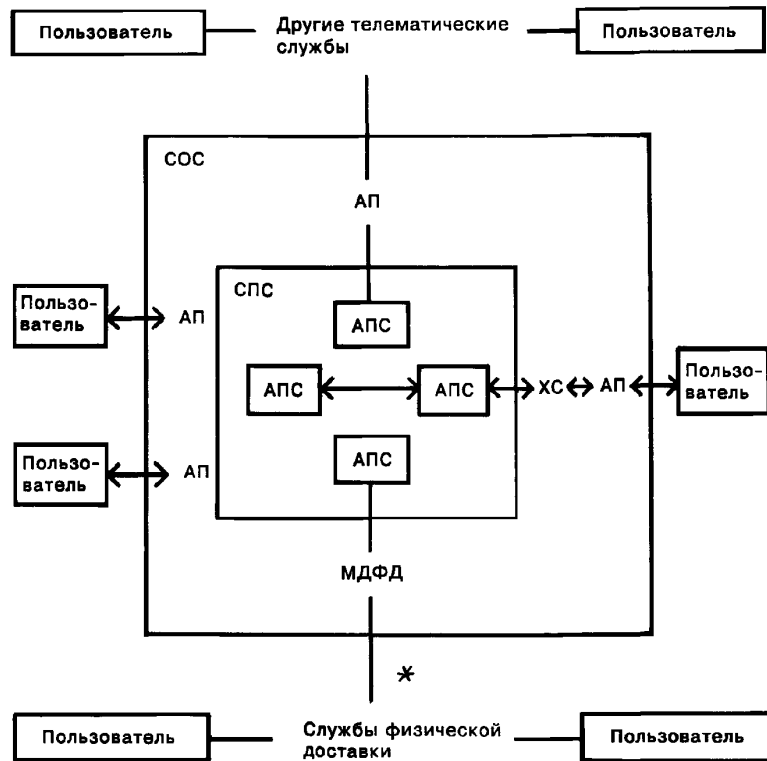 Пользователь
Другие телематические
службы
Пользователь
СОС
АП
СПС
Пользо-
ватель
АП
АПС
АПС
АПС
ХС
АП
Пользо-
ватель
Пользо-
ватель
АП
АПС
МДФД
*
Пользователь
Службы физической
доставки
Пользователь